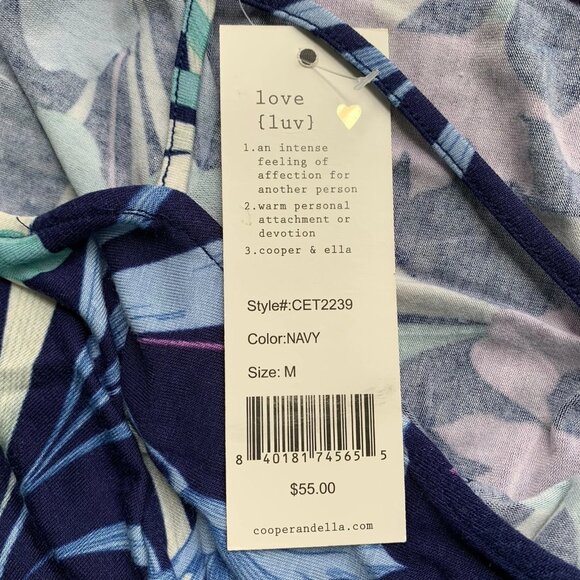 love
{luv}
1. an intense
feeling of
affection for
another person
2. warm personal
attachment or
devotion
3. cooper & ella
Style#:CET2239
Color:NAVY
Size: M
8 40181 74565 5
$55.00
cooperandella.com